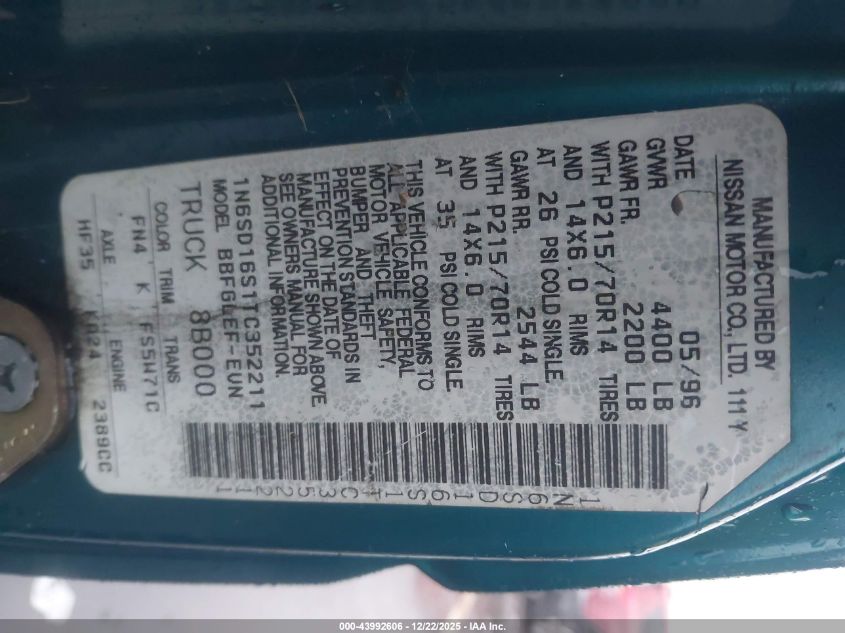 MANUFACTURED BY
NISSAN MOTOR CO., LTD. 111Y
DATE 05/96
GVWR 4400 LB
GAWR FR. 2200 LB
WITH P215/70R14 TIRES
AND 14X6.0 RIMS
AT 26 PSI COLD SINGLE.
GAWR RR. 2544 LB
WITH P215/70R14 TIRES
AND 14X6.0 RIMS
AT 35 PSI COLD SINGLE.
THIS VEHICLE CONFORMS TO
ALL APPLICABLE FEDERAL
MOTOR VEHICLE SAFETY,
BUMPER AND THEFT
PREVENTION STANDARDS IN
EFFECT ON THE DATE OF
MANUFACTURE SHOWN ABOVE.
SEE OWNERS MANUAL FOR
ADDITIONAL INFORMATION.
1N6SD16S1TC352211
MODEL BBF6LEF-EUN
TRUCK 8B000
COLOR TRIM TRANS
FN4 K FS5W71C
AXLE ENGINE
HF35 KA24 2389CC
1N6SD16S1TC352211
000-43992606 - 12/22/2025 - IAA Inc.